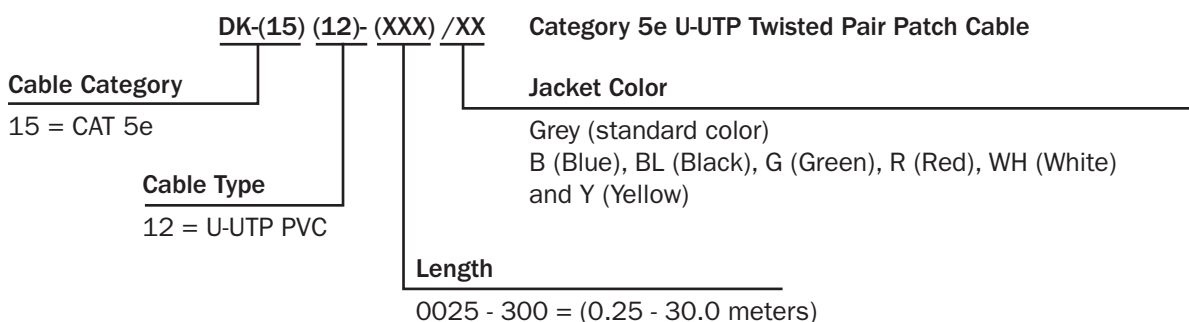 DK-(15) (12)- (XXX) /XX Category 5e U-UTP Twisted Pair Patch Cable
Cable Category
15 = CAT 5e
Jacket Color
Grey (standard color)
B (Blue), BL (Black), G (Green), R (Red), WH (White)
and Y (Yellow)
Cable Type
12 = U-UTP PVC
Length
0025 - 300 = (0.25 - 30.0 meters)